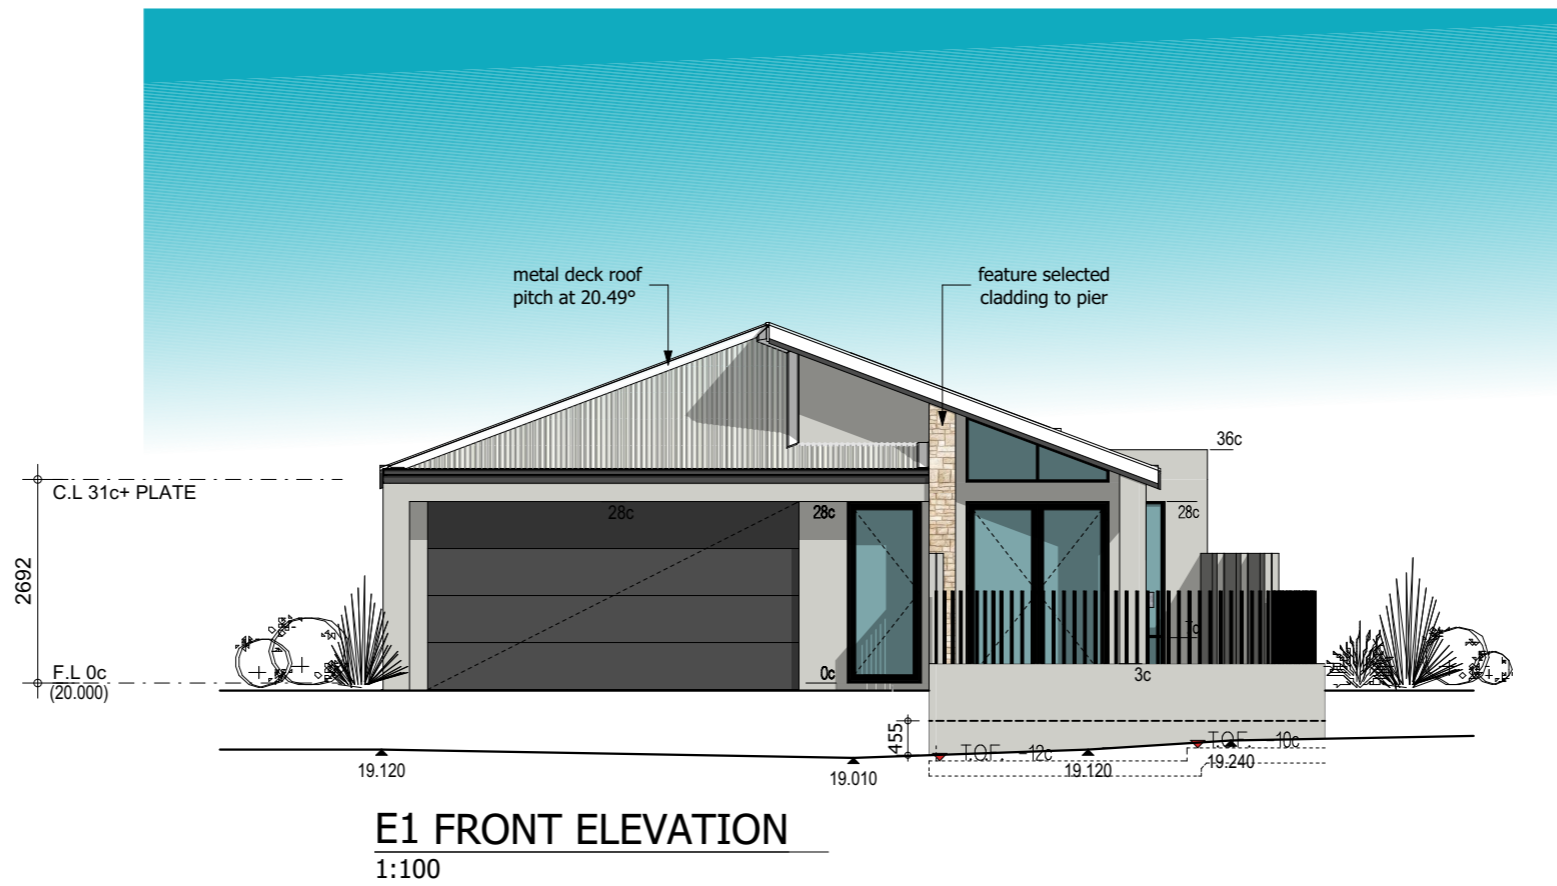 metal deck roof
pitch at 20.49°
feature selected
cladding to pier
36c
C.L 31c+ PLATE
28c
28c
28c
2692
7c
F.L 0c
(20.000)
0c
3c
455
T.O.F. -12c
T.O.F. -10c
19.120
19.010
19.120
19.240
E1 FRONT ELEVATION
1:100